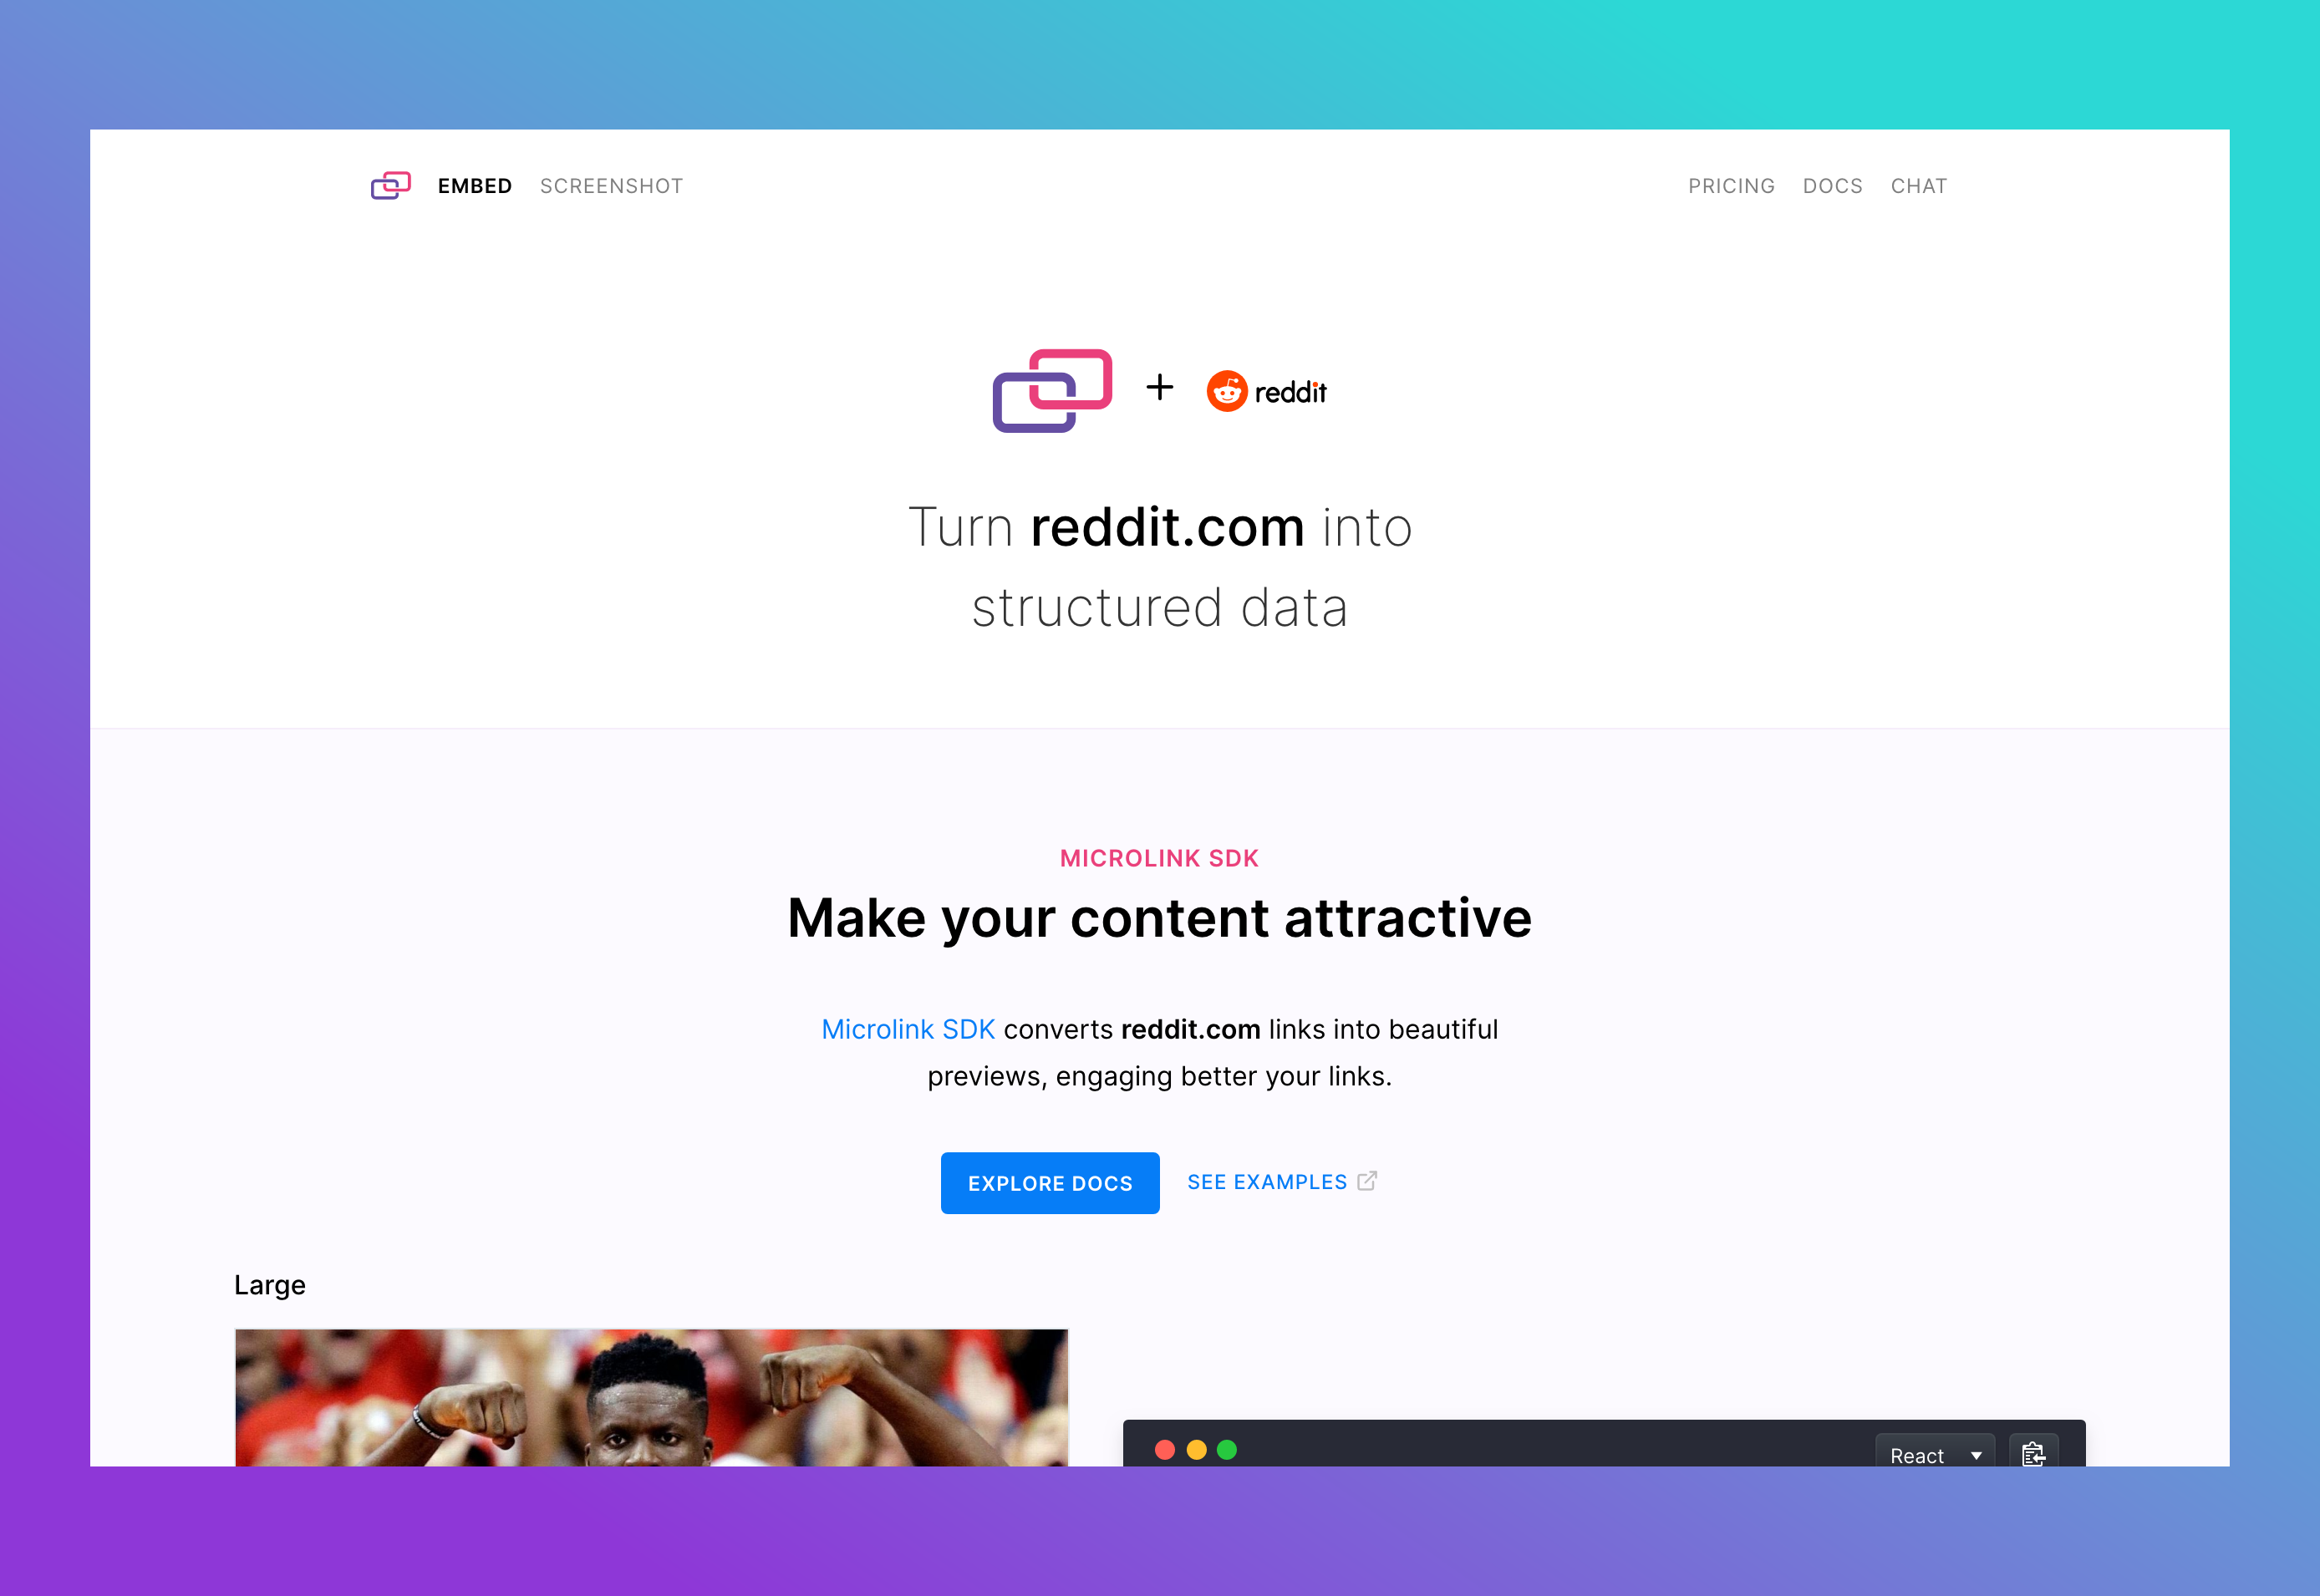 EMBED SCREENSHOT PRICING DOCS CHAT
+ reddit
Turn reddit.com into
structured data
MICROLINK SDK
Make your content attractive
Microlink SDK converts reddit.com links into beautiful
previews, engaging better your links.
EXPLORE DOCS SEE EXAMPLES
Large
React